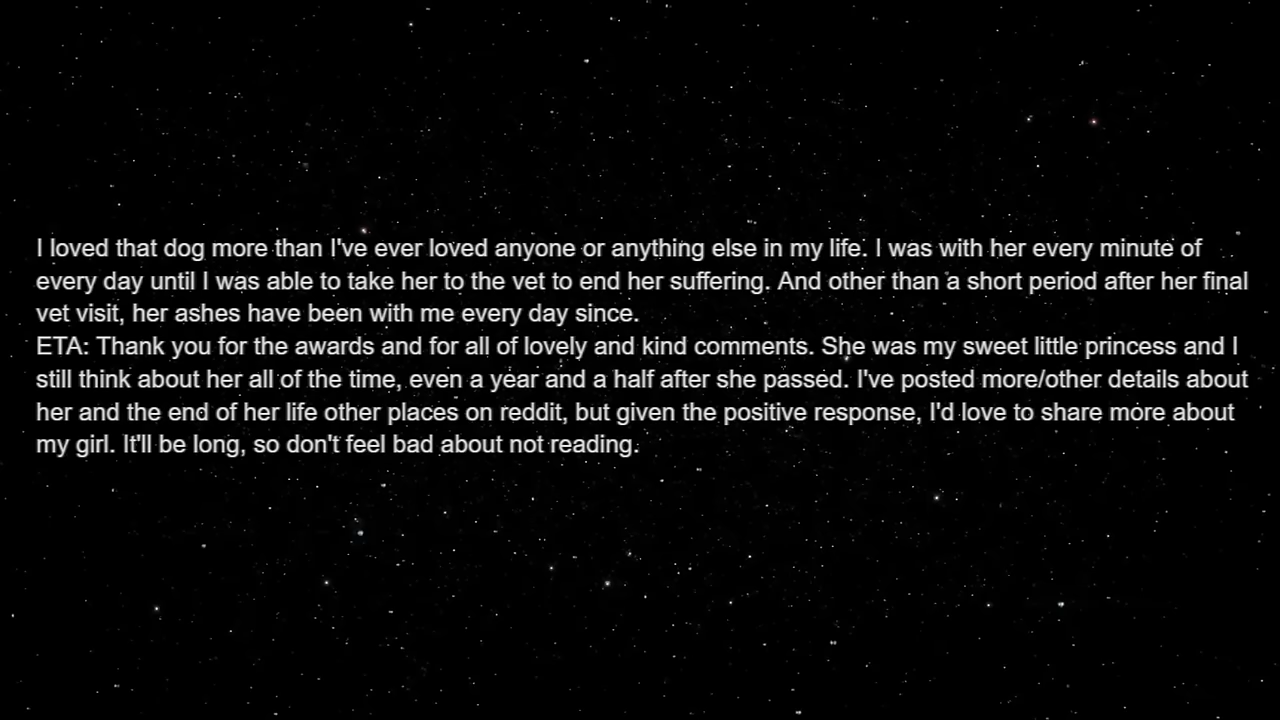 I loved that dog more than I've ever loved anyone or anything else in my life. I was with her every minute of
every day until I was able to take her to the vet to end her suffering. And other than a short period after her final
vet visit, her ashes have been with me every day since.
ETA: Thank you for the awards and for all of lovely and kind comments. She was my sweet little princess and I
still think about her all of the time, even a year and a half after she passed. I've posted more/other details about
her and the end of her life other places on reddit, but given the positive response, I'd love to share more about
my girl. It'll be long, so don't feel bad about not reading.